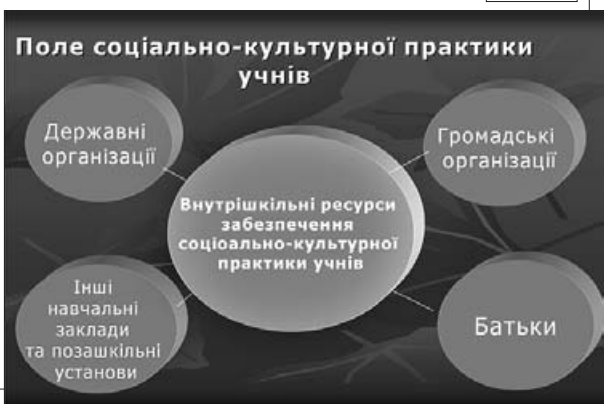 Поле соціально-культурної практики
учнів
Державні
організації
Громадські
організації
Внутрішкільні ресурси
забезпечення
соціоально-культурної
практики учнів
Інші
навчальні
заклади
та позашкільні
установи
Батьки